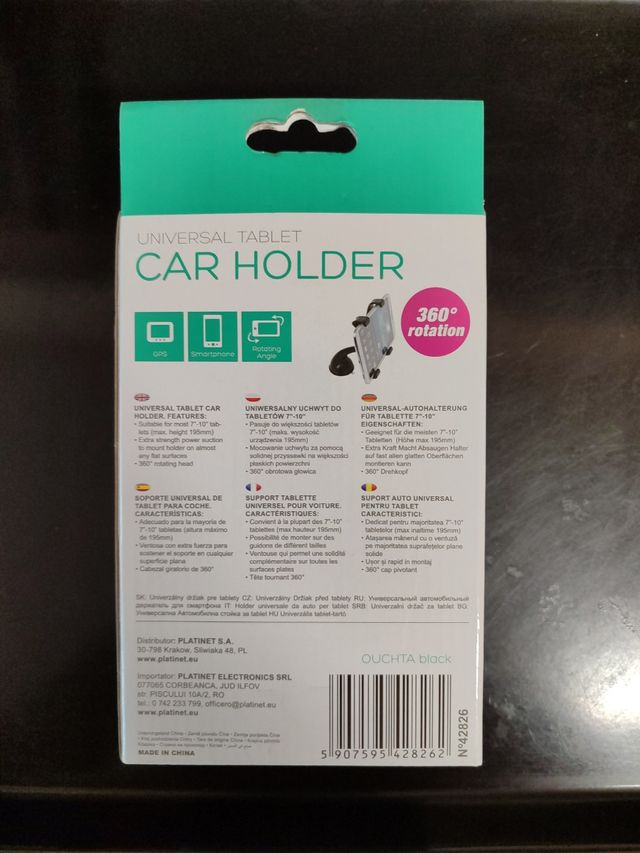 UNIVERSAL TABLET
CAR HOLDER
360°
rotation
GPS
Smartphone
Rotating
Angle
UNIVERSAL TABLET CAR
HOLDER. FEATURES:
• Suitable for most 7"-10" tab-
lets (max. height 195mm)
• Extra strength power suction
to mount holder on almost
any flat surfaces
• 360° rotating head
UNIWERSALNY UCHWYT DO
TABLETÓW 7"-10"
• Pasuje do większości tabletów
7"-10" (maks. wysokość
urządzenia 195mm)
• Mocowanie uchwytu za pomocą
solidnej przyssawki na większości
płaskich powierzchni
• 360° obrotowa głowica
UNIVERSAL-AUTOHALTERUNG
FÜR TABLETTE 7"-10"
EIGENSCHAFTEN:
• Geeignet für die meisten 7"-10"
Tabletten (Höhe max.195mm)
• Extra Kraft Macht Absaugen Halter
auf fast allen glatten Oberflächen
montieren kann
• 360° Drehkopf
SOPORTE UNIVERSAL DE
TABLET PARA COCHE.
CARACTERÍSTICAS:
• Adecuado para la mayoría de
7"-10" tabletas (altura máximo
de 195mm)
• Ventosa con extra fuerza para
sostener el soporte en cualquier
superficie plana
• Cabezal giratorio de 360°
SUPPORT TABLETTE
UNIVERSEL POUR VOITURE.
CARACTÉRISTIQUES:
• Convient à la plupart des 7"-10"
tablettes (max hauteur 195mm)
• Possibilité de monter sur des
guidons de différent tailles
• Ventouse qui permet une solidité
complémentaire sur toutes les
surfaces plates
• Tête tournant 360°
SUPORT AUTO UNIVERSAL
PENTRU TABLET
CARACTERISTICI:
• Dedicat pentru majoritatea 7"-10"
tabletelor (max inaltime 195mm)
• Ataşarea mânerul cu o ventuză
pe majoritatea suprafeţelor plane
solide
• Uşor şi rapid in montaj
• 360° cap pivotant
SK: Univerzálny držiak pre tablety CZ: Univerzálny Držiak před tablety RU: Универсальный автомобильный
держатель для смартфона IT: Holder universale da auto per tablet SRB: Univerzalni držač za tablet BG:
Универсална Автомобилна стойка за tablet HU Univerzális tablet-tartó
Distributor: PLATINET S.A.
30-798 Krakow, Sliwiaka 48, PL
www.platinet.eu
Importator: PLATINET ELECTRONICS SRL
077065 CORBEANCA, JUD ILFOV
str. PISCULUI 10A/2, RO
tel.: 0 742 233 799, officero@platinet.eu
www.platinet.eu
MADE IN CHINA
OUCHTA black
5 907595 428262
N°42826